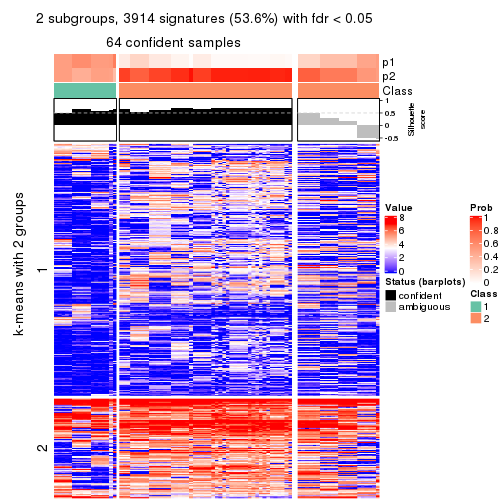 2 subgroups, 3914 signatures (53.6%) with fdr < 0.05
64 confident samples
p1
p2
Class
1
0.5
0
-0.5
Silhouette
score
k-means with 2 groups
1
2
Value
8
6
4
2
0
Status (barplots)
confident
ambiguous
Prob
1
0.8
0.6
0.4
0.2
0
Class
1
2